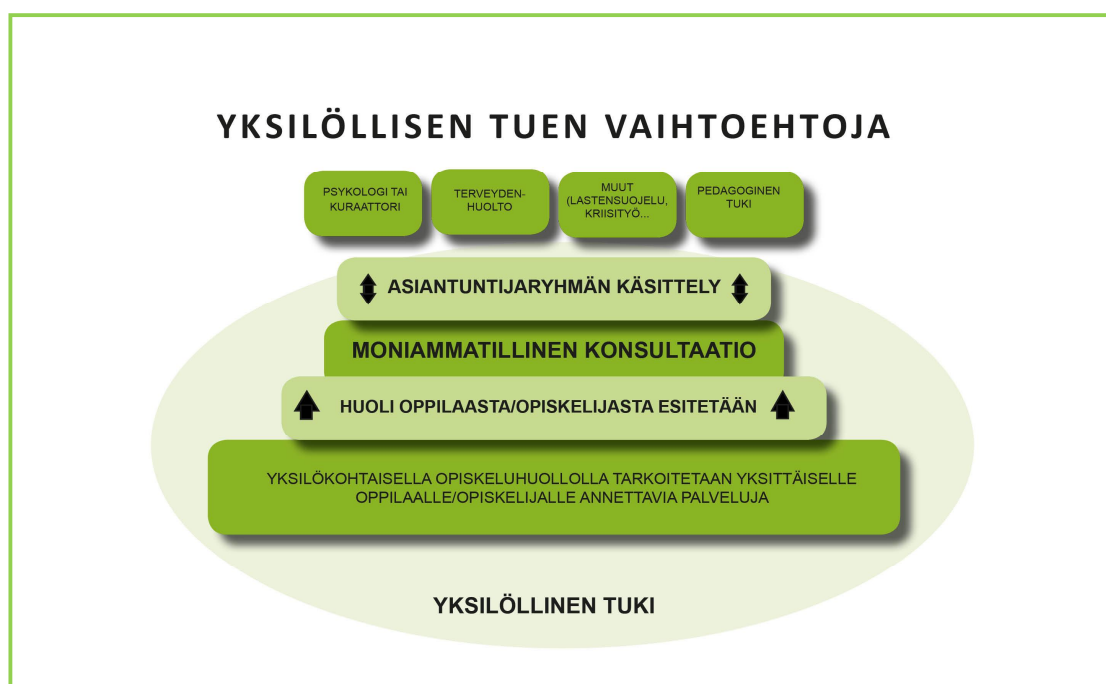 YKSILÖLLISEN TUEN VAIHTOEHTOJA
PSYKOLOGI TAI
KURAATTORI
TERVEYDEN-
HUOLTO
MUUT
(LASTENSUOJELU,
KRIISITYÖ...
PEDAGOGINEN
TUKI
ASIANTUNTIJARYHMÄN KÄSITTELY
MONIAMMATILLINEN KONSULTAATIO
HUOLI OPPILAASTA/OPISKELIJASTA ESITETÄÄN
YKSILÖKOHTAISELLA OPISKELUHUOLLOLLA TARKOITETAAN YKSITTÄISELLE
OPPILAALLE/OPISKELIJALLE ANNETTAVIA PALVELUJA
YKSILÖLLINEN TUKI